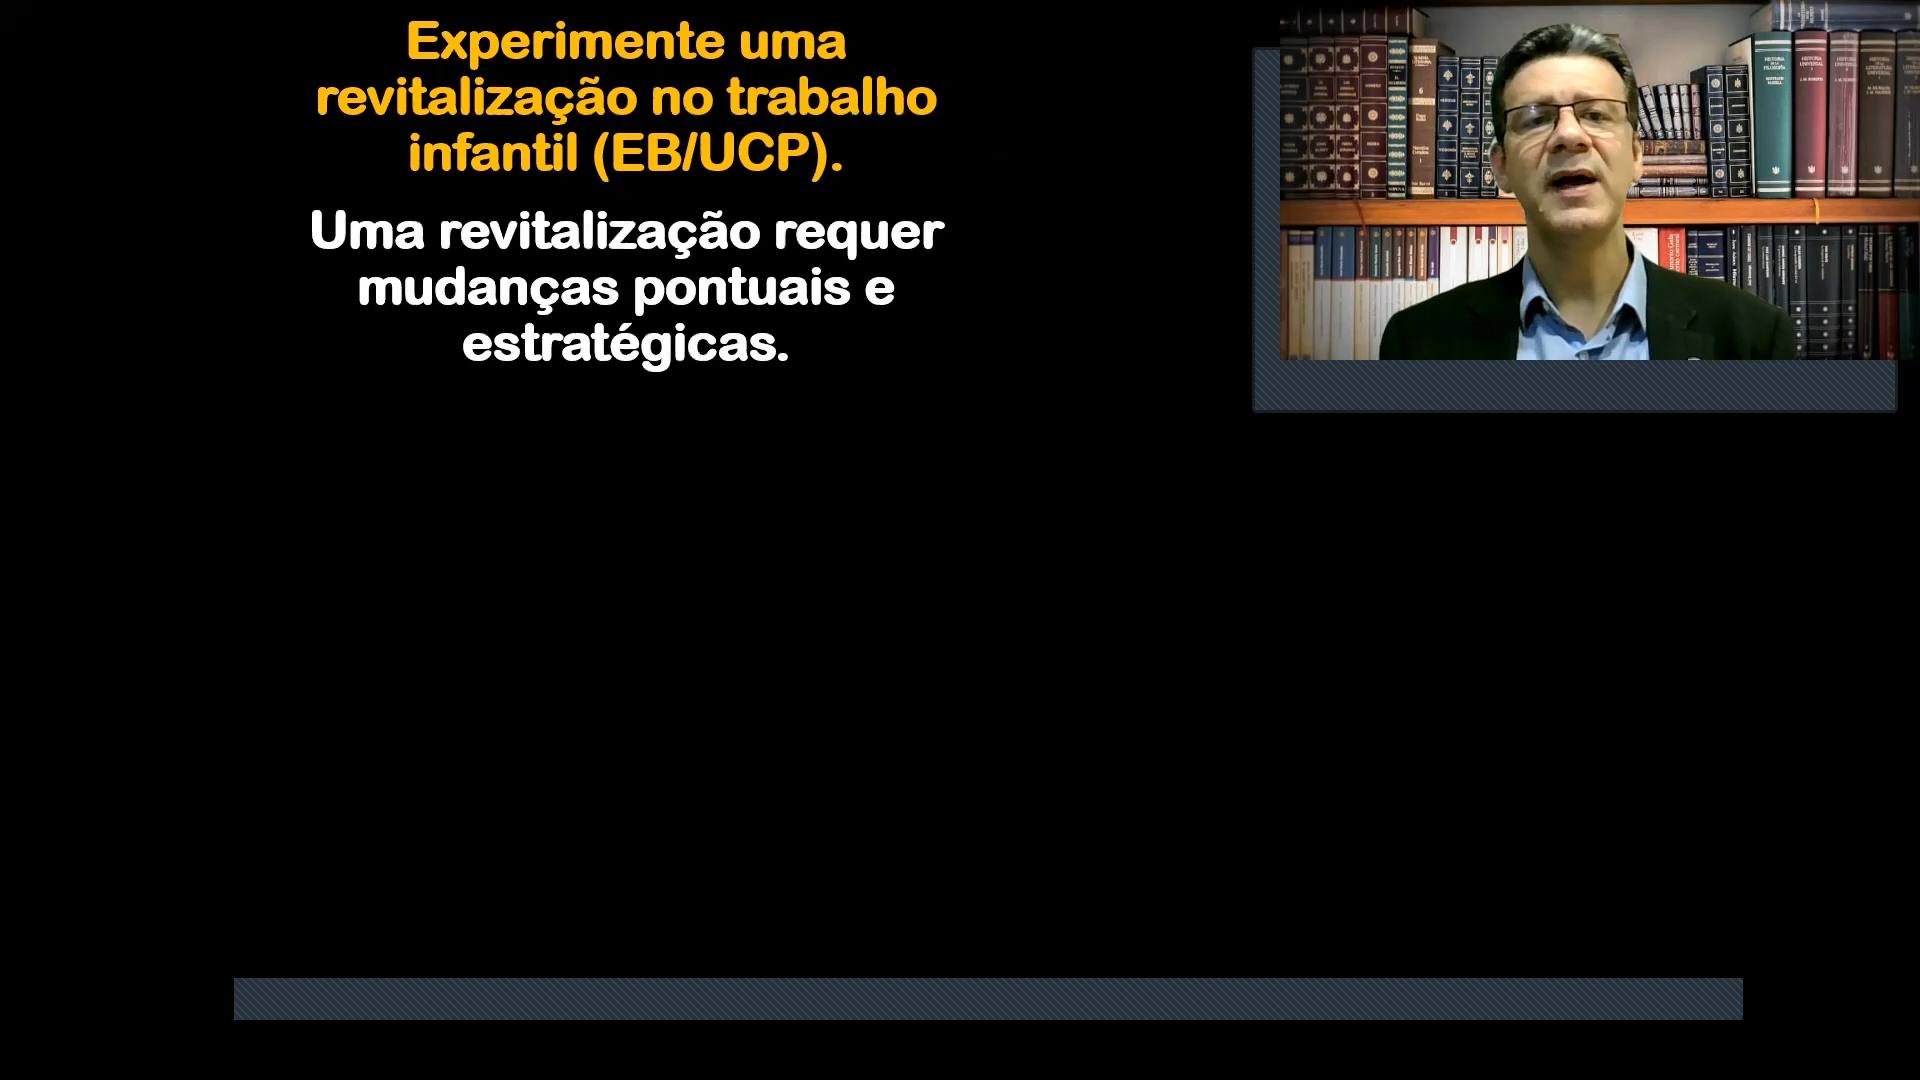 Experimente uma
revitalização no trabalho
infantil (EB/UCP).
Uma revitalização requer
mudanças pontuais e
estratégicas.